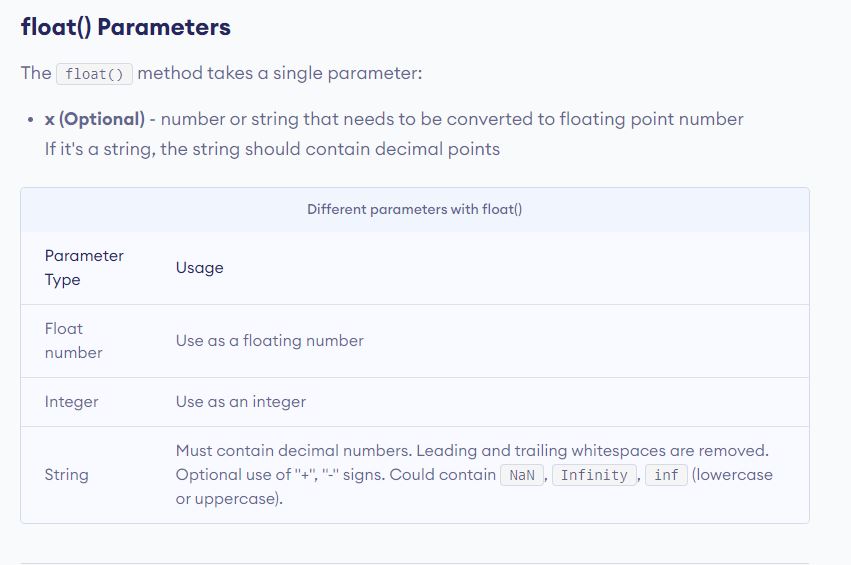 float() Parameters
The float() method takes a single parameter:
• x (Optional) - number or string that needs to be converted to floating point number
If it's a string, the string should contain decimal points
Different parameters with float()
Parameter
Type
Usage
Float
number
Use as a floating number
Integer
Use as an integer
String
Must contain decimal numbers. Leading and trailing whitespaces are removed.
Optional use of "+", "-" signs. Could contain NaN, Infinity, inf (lowercase
or uppercase).